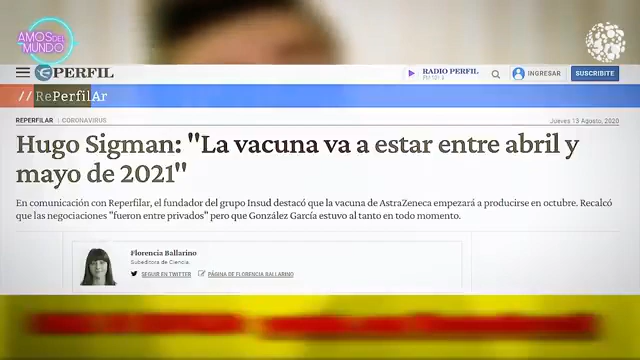 AMOS DEL
MUNDO
PERFIL
RADIO PERFIL
FM 101.9
INGRESAR
SUSCRIBITE
// RePerfilAr
REPERFILAR | CORONAVIRUS
Jueves 13 Agosto, 2020
Hugo Sigman: "La vacuna va a estar entre abril y
mayo de 2021"
En comunicación con Reperfilar, el fundador del grupo Insud destacó que la vacuna de AstraZeneca empezará a producirse en octubre. Recalcó
que las negociaciones "fueron entre privados" pero que González García estuvo al tanto en todo momento.
Florencia Ballarino
Subeditora de Ciencia.
SEGUIR EN TWITTER
PÁGINA DE FLORENCIA BALLARINO